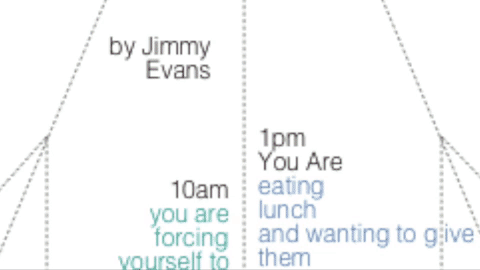 by Jimmy
Evans
10am
you are
forcing
yourself to
1pm
You Are
eating
lunch
and wanting to give
them